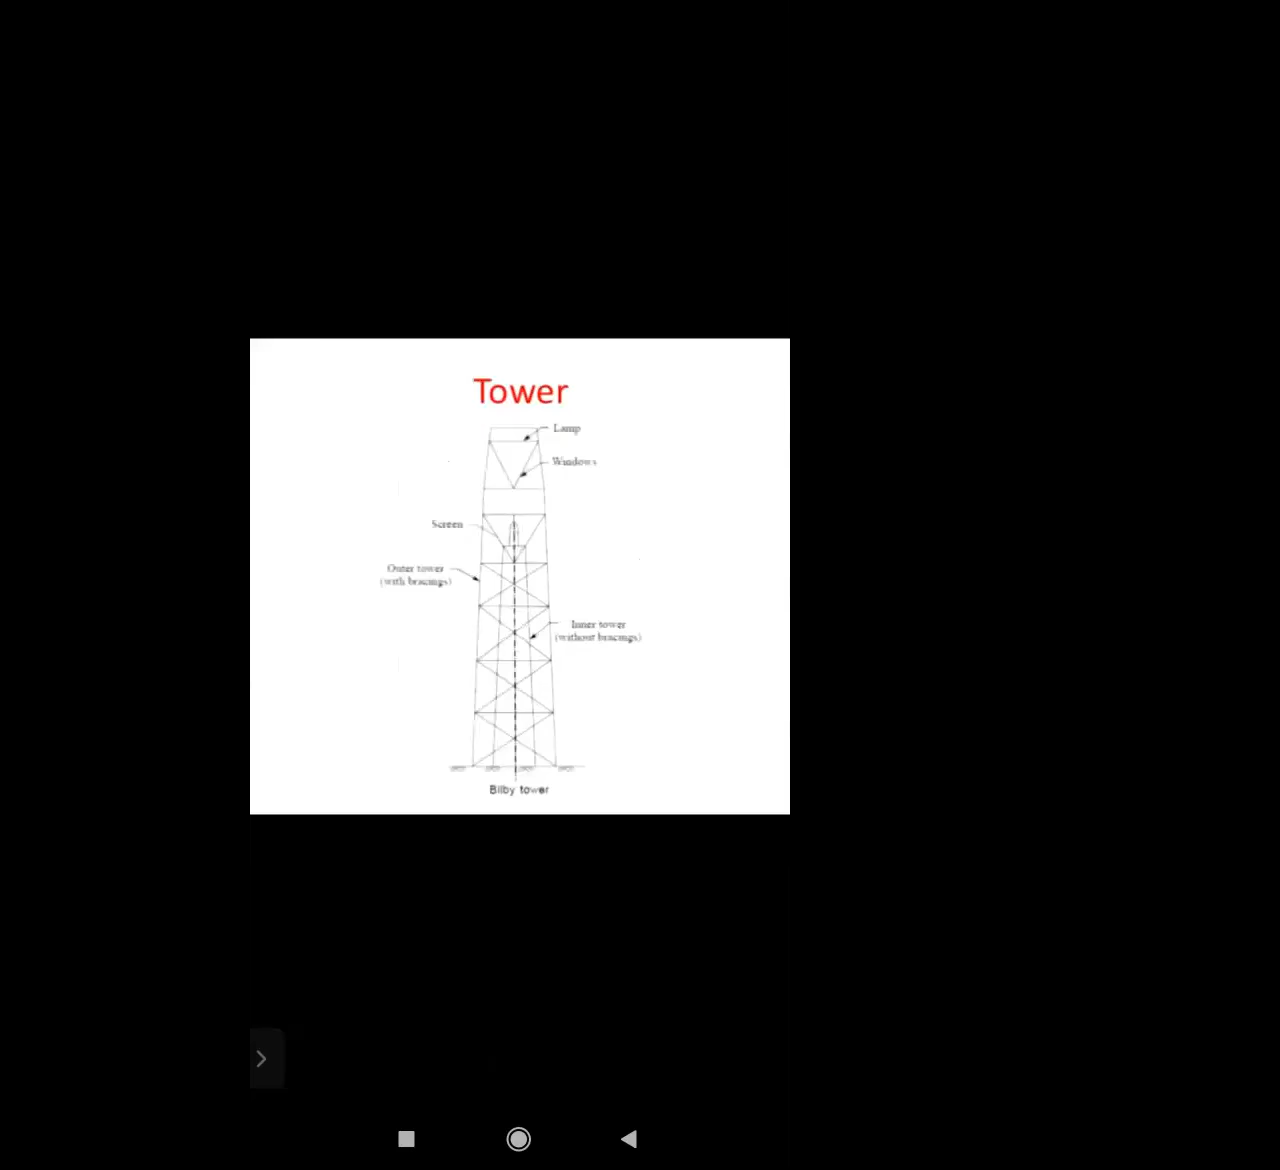 Tower
Lamp
Windows
Screen
Outer tower
(with bracings)
Inner tower
(without bracings)
Bilby tower